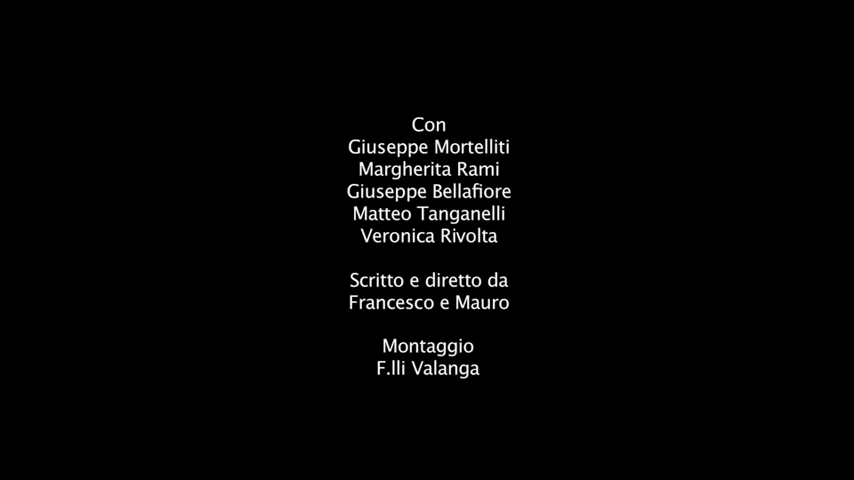 Con
Giuseppe Mortelliti
Margherita Rami
Giuseppe Bellafiore
Matteo Tanganelli
Veronica Rivolta
Scritto e diretto da
Francesco e Mauro
Montaggio
F.lli Valanga